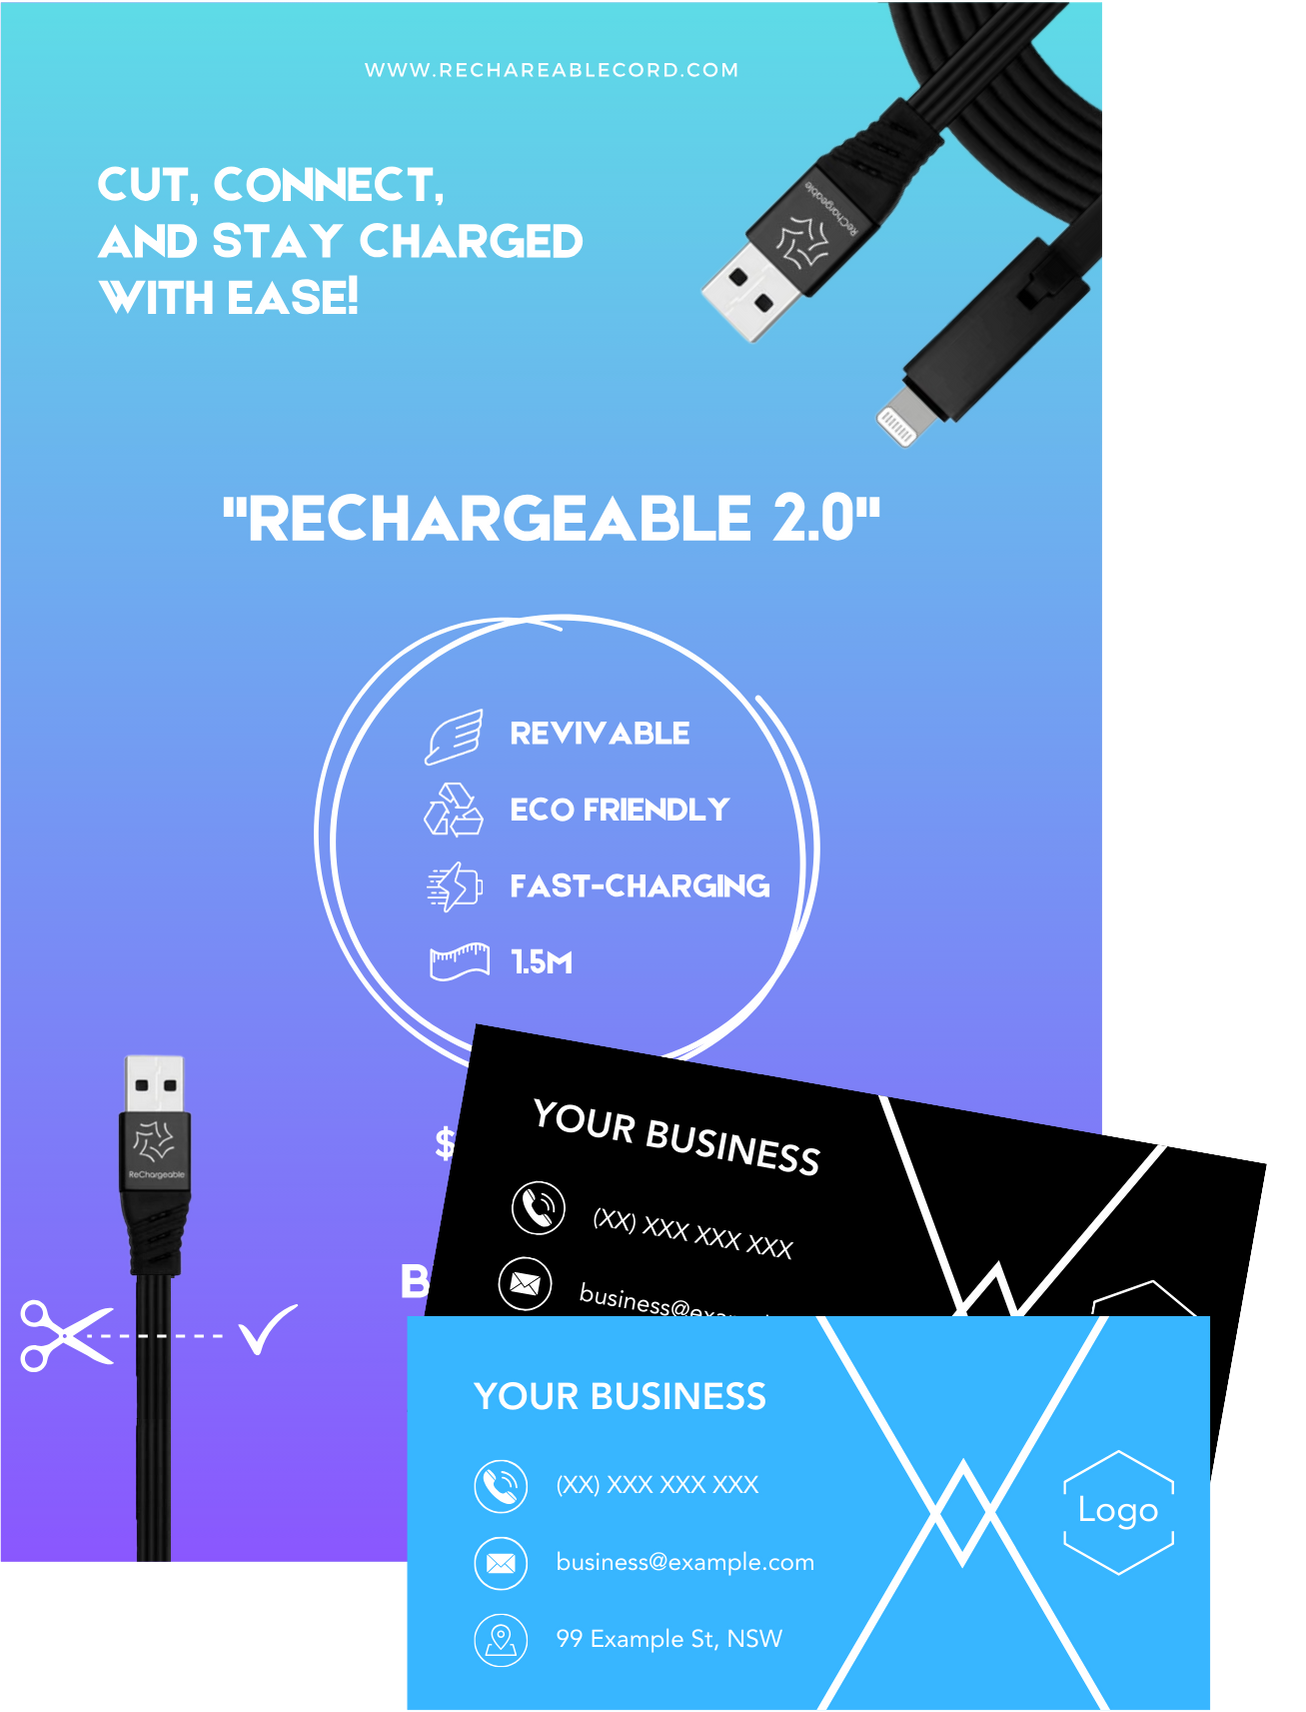 WWW.RECHAREABLECORD.COM
CUT, CONNECT,
AND STAY CHARGED
WITH EASE!
ReChargeable
"RECHARGEABLE 2.0"
REVIVABLE
ECO FRIENDLY
FAST-CHARGING
1.5M
ReChargeable
$
B
YOUR BUSINESS
(XX) XXX XXX XXX
YOUR BUSINESS
(XX) XXX XXX XXX
business@example.com
99 Example St, NSW
Logo